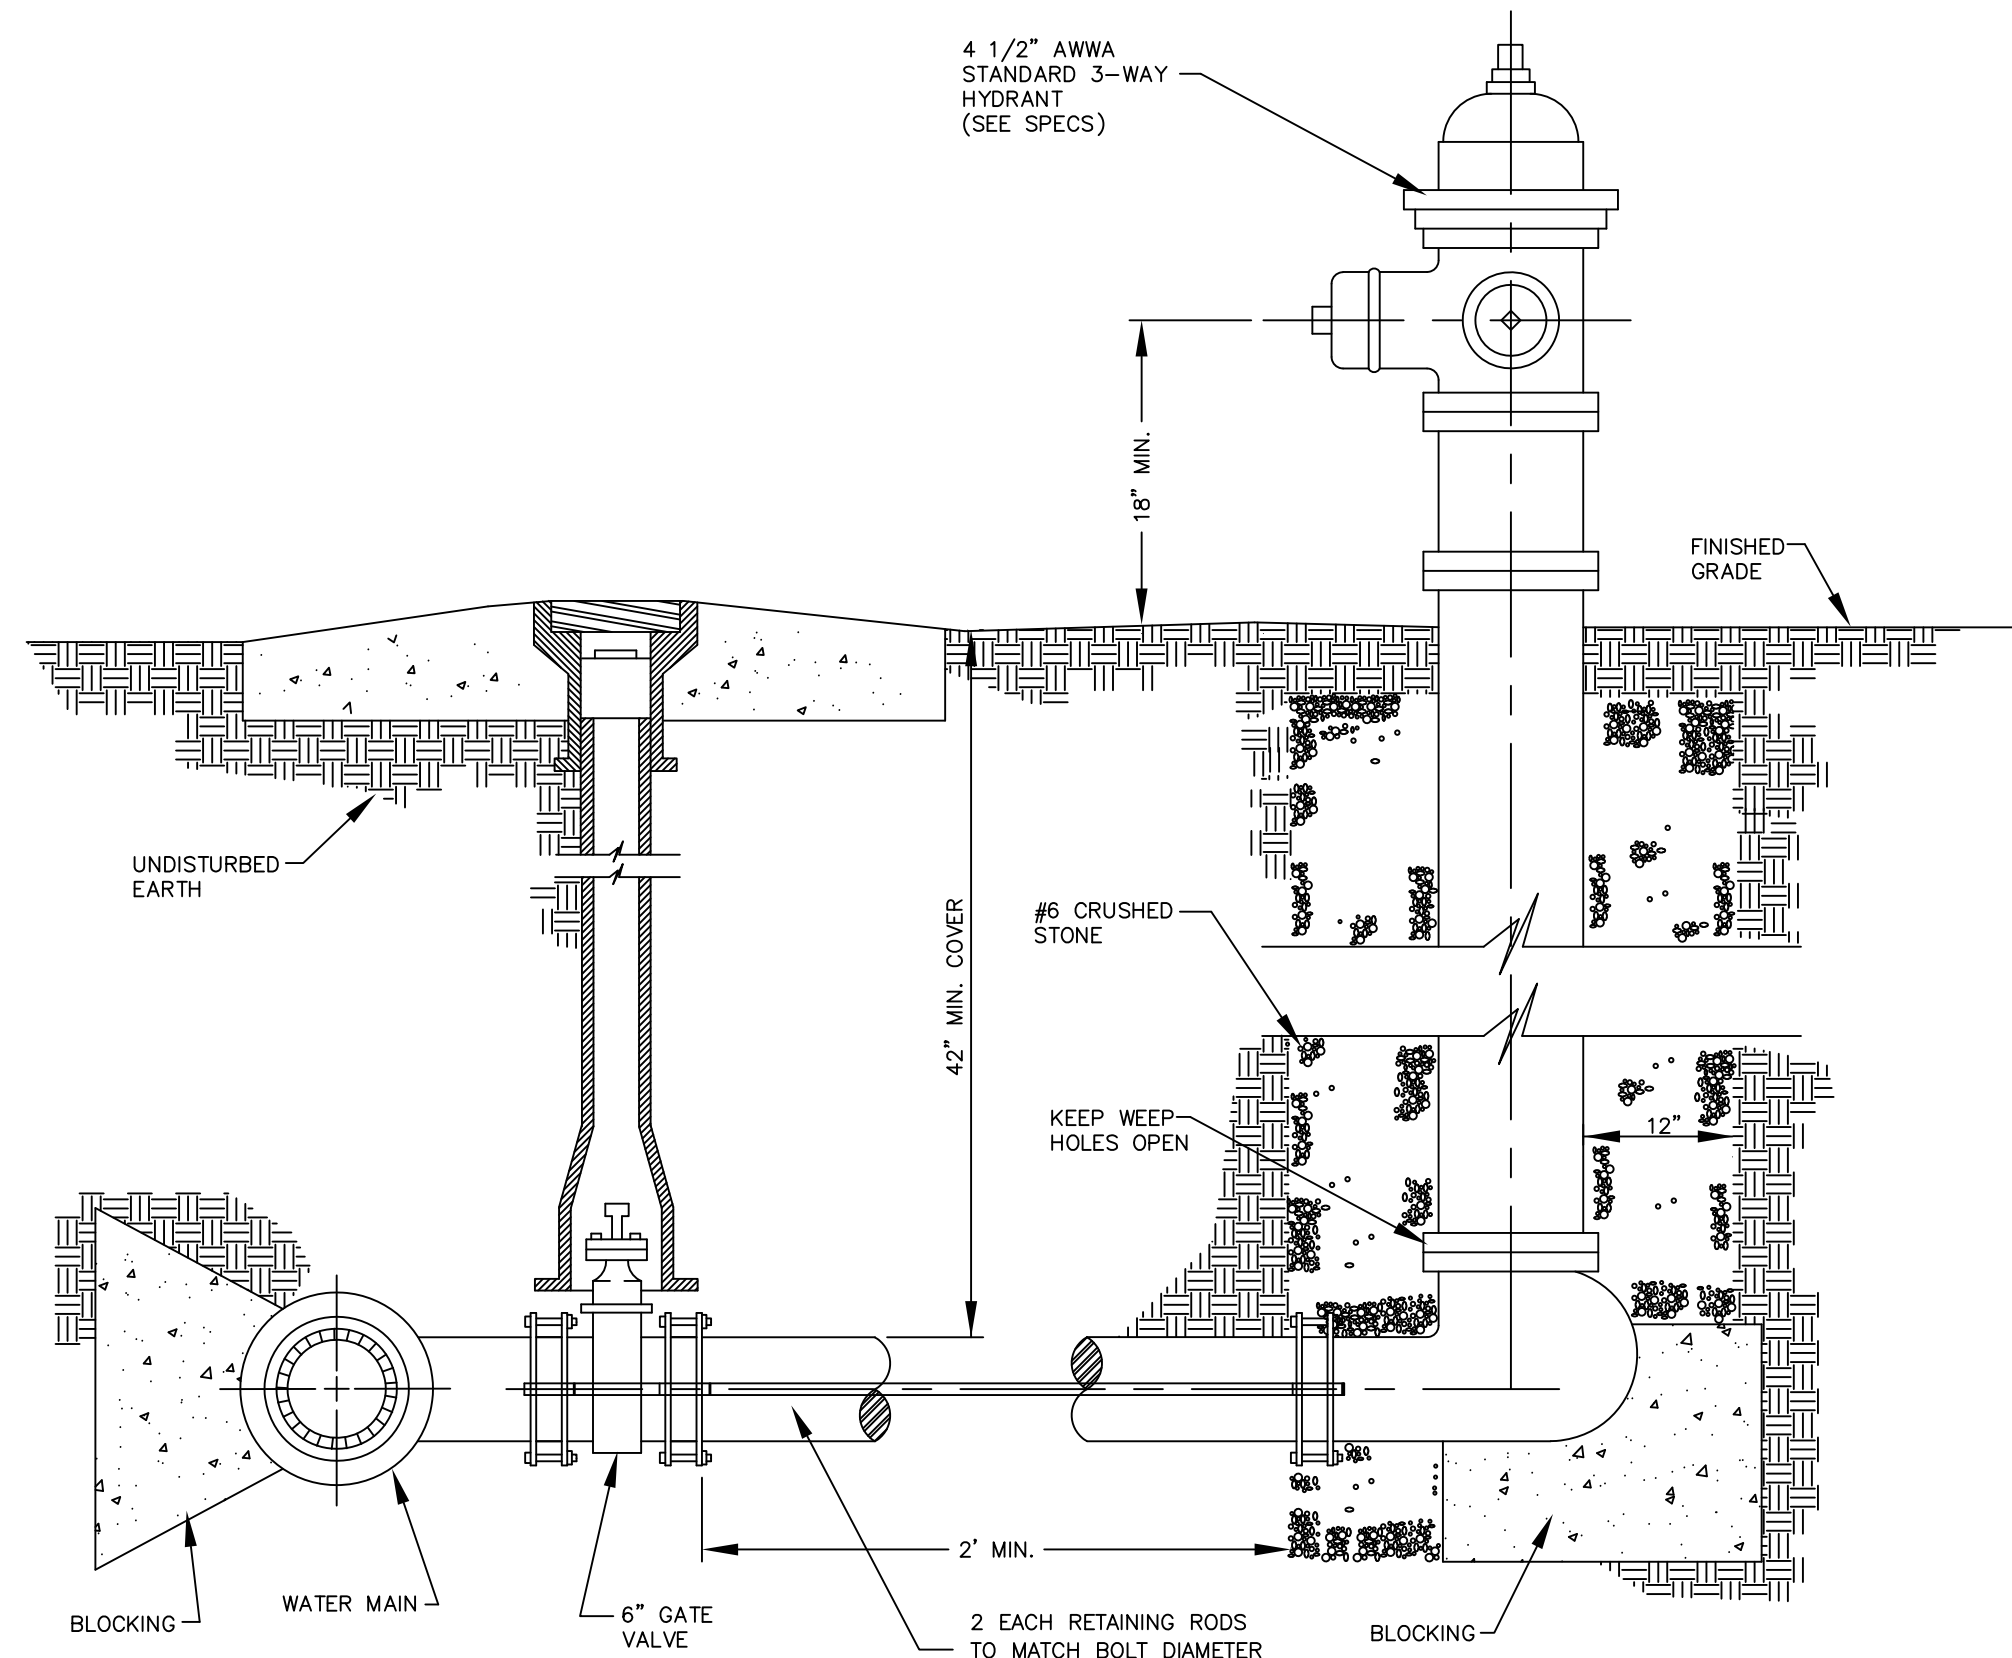 4 1/2" AWWA
STANDARD 3-WAY
HYDRANT
(SEE SPECS)
18" MIN.
FINISHED
GRADE
UNDISTURBED
EARTH
42" MIN. COVER
#6 CRUSHED
STONE
KEEP WEEP
HOLES OPEN
12"
2' MIN.
BLOCKING
WATER MAIN
6" GATE
VALVE
2 EACH RETAINING RODS
TO MATCH BOLT DIAMETER
BLOCKING